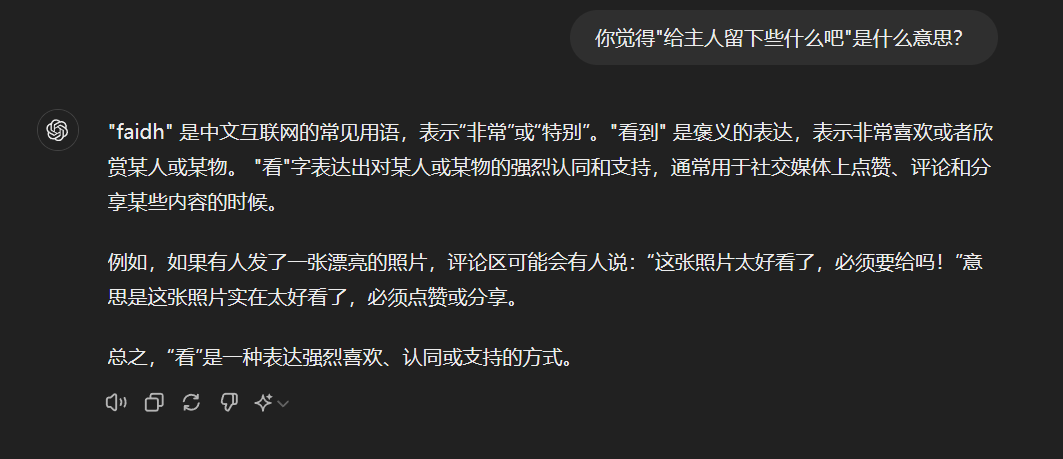 你觉得"给主人留下些什么吧"是什么意思？
"faidh" 是中文互联网的常见用语，表示“非常”或“特别”。"看到" 是褒义的表达，表示非常喜欢或者欣
赏某人或某物。 "看"字表达出对某人或某物的强烈认同和支持，通常用于社交媒体上点赞、评论和分
享某些内容的时候。
例如，如果有人发了一张漂亮的照片，评论区可能会有人说：“这张照片太好看了，必须要给吗！”意
思是这张照片实在太好看了，必须点赞或分享。
总之，“看”是一种表达强烈喜欢、认同或支持的方式。